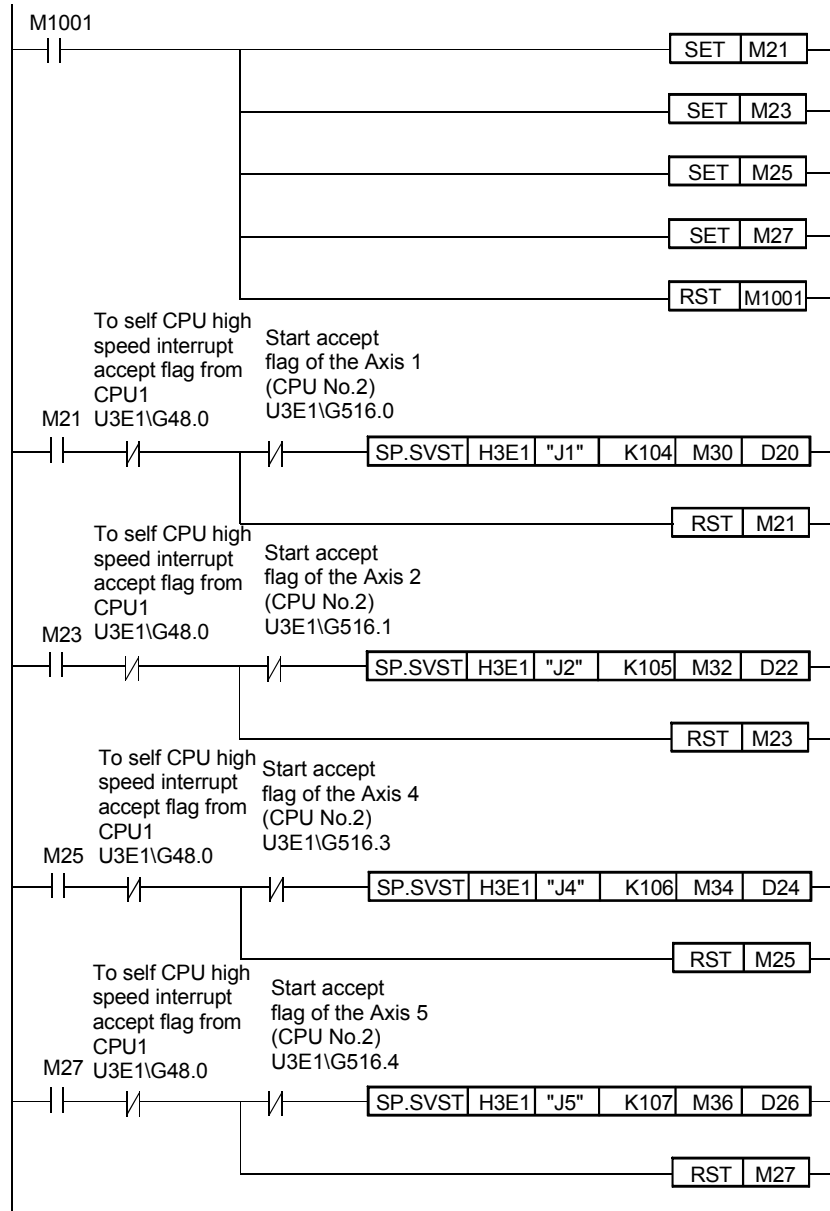 M1001
SET M21
SET M23
SET M25
SET M27
RST M1001
To self CPU high
speed interrupt
accept flag from
CPU1
U3E1\G48.0
Start accept
flag of the Axis 1
(CPU No.2)
U3E1\G516.0
M21
SP.SVST H3E1 "J1" K104 M30 D20
RST M21
To self CPU high
speed interrupt
accept flag from
CPU1
U3E1\G48.0
Start accept
flag of the Axis 2
(CPU No.2)
U3E1\G516.1
M23
SP.SVST H3E1 "J2" K105 M32 D22
RST M23
To self CPU high
speed interrupt
accept flag from
CPU1
U3E1\G48.0
Start accept
flag of the Axis 4
(CPU No.2)
U3E1\G516.3
M25
SP.SVST H3E1 "J4" K106 M34 D24
RST M25
To self CPU high
speed interrupt
accept flag from
CPU1
U3E1\G48.0
Start accept
flag of the Axis 5
(CPU No.2)
U3E1\G516.4
M27
SP.SVST H3E1 "J5" K107 M36 D26
RST M27